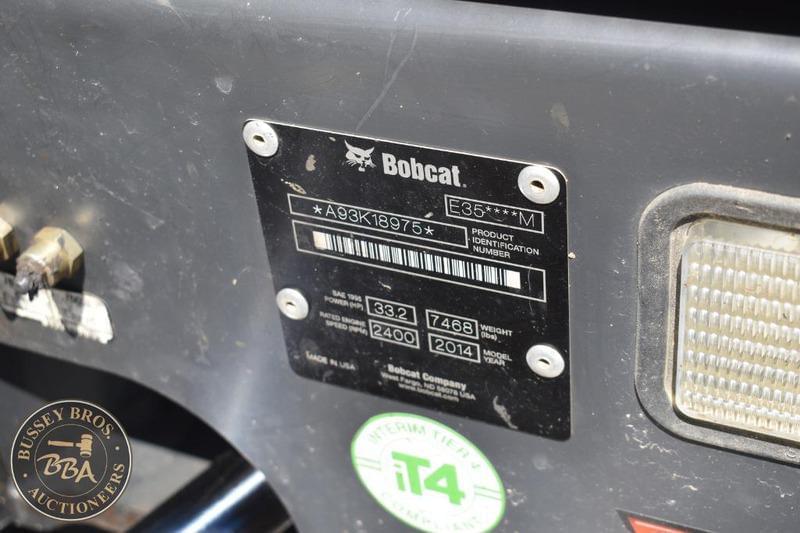 Bobcat
E35****M
*A93K18975*
PRODUCT
IDENTIFICATION
NUMBER
SAE 1995
POWER (HP)
33.2
7468
WEIGHT
(lbs)
RATED ENGINE
SPEED (RPM)
2400
2014
MODEL
YEAR
MADE IN USA
Bobcat Company
West Fargo, ND 58078 USA
www.bobcat.com
INTERIM TIER 4
iT4
COMPLIANT
BUSSEY BROS.
BBA
AUCTIONEERS